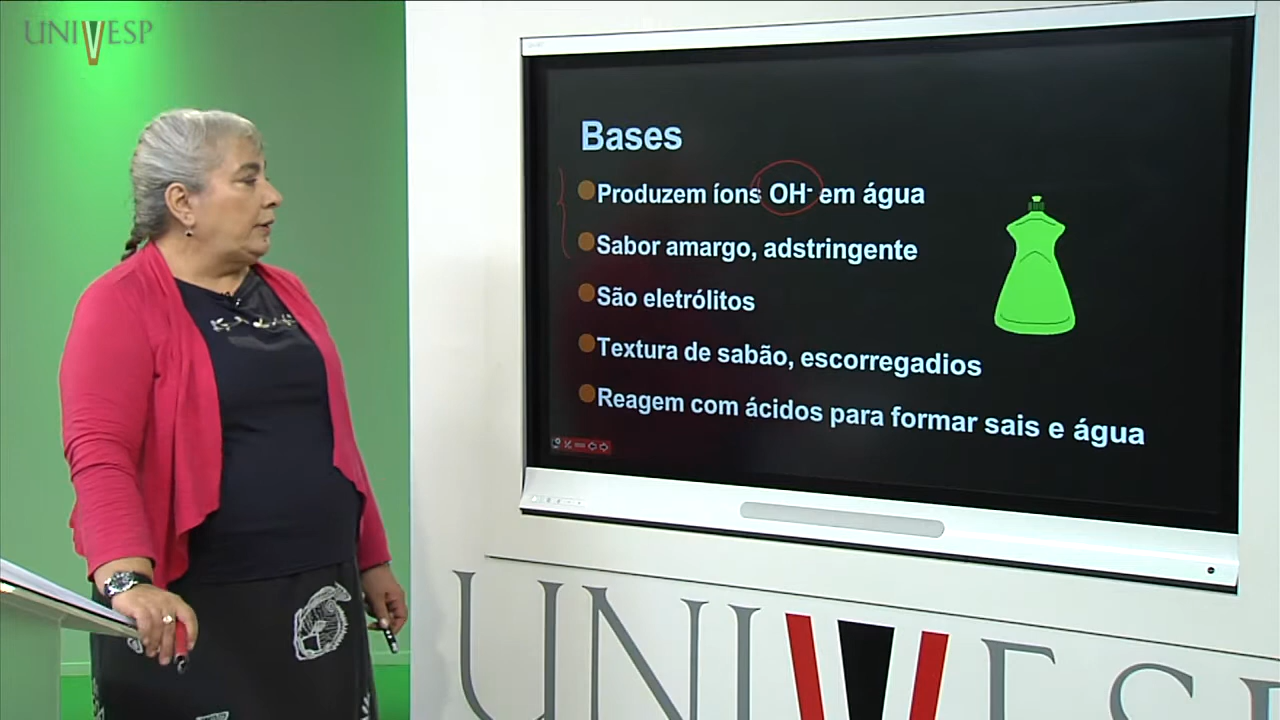 UNIVESP
Bases
Produzem íons OH- em água
Sabor amargo, adstringente
São eletrólitos
Textura de sabão, escorregadios
Reagem com ácidos para formar sais e água
UNIVESP